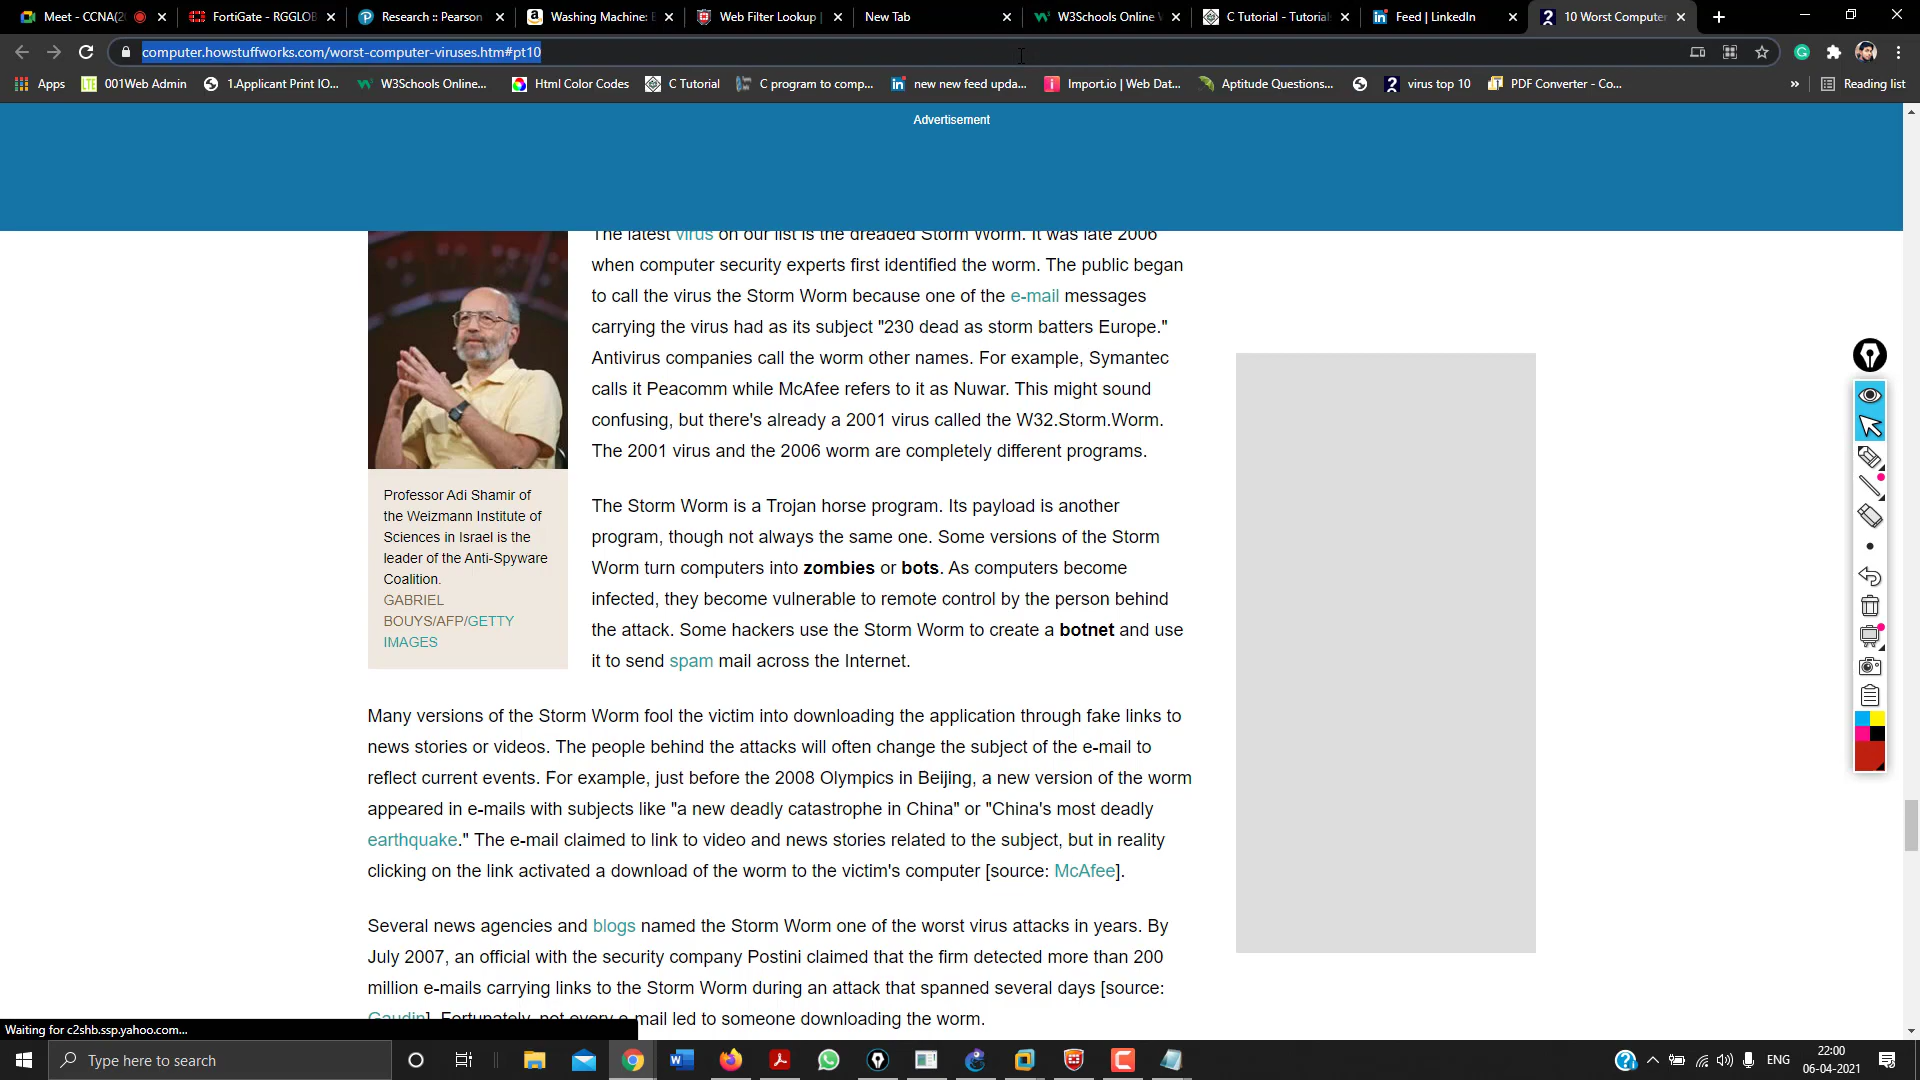 Meet - CCNA(2
FortiGate - RGGLOB
Research :: Pearson
Washing Machine: E
Web Filter Lookup |
New Tab
W3Schools Online W
C Tutorial - Tutorials
Feed | LinkedIn
10 Worst Computer
computer.howstuffworks.com/worst-computer-viruses.htm#pt10
Apps
001Web Admin
1.Applicant Print IO...
W3Schools Online...
Html Color Codes
C Tutorial
C program to comp...
new new feed upda...
Import.io | Web Dat...
Aptitude Questions...
virus top 10
PDF Converter - Co...
»
Reading list
Advertisement
The latest virus on our list is the dreaded Storm Worm. It was late 2006
when computer security experts first identified the worm. The public began
to call the virus the Storm Worm because one of the e-mail messages
carrying the virus had as its subject "230 dead as storm batters Europe."
Antivirus companies call the worm other names. For example, Symantec
calls it Peacomm while McAfee refers to it as Nuwar. This might sound
confusing, but there's already a 2001 virus called the W32.Storm.Worm.
The 2001 virus and the 2006 worm are completely different programs.
Professor Adi Shamir of
the Weizmann Institute of
Sciences in Israel is the
leader of the Anti-Spyware
Coalition.
GABRIEL
BOUYS/AFP/GETTY
IMAGES
The Storm Worm is a Trojan horse program. Its payload is another
program, though not always the same one. Some versions of the Storm
Worm turn computers into zombies or bots. As computers become
infected, they become vulnerable to remote control by the person behind
the attack. Some hackers use the Storm Worm to create a botnet and use
it to send spam mail across the Internet.
Many versions of the Storm Worm fool the victim into downloading the application through fake links to
news stories or videos. The people behind the attacks will often change the subject of the e-mail to
reflect current events. For example, just before the 2008 Olympics in Beijing, a new version of the worm
appeared in e-mails with subjects like "a new deadly catastrophe in China" or "China's most deadly
earthquake." The e-mail claimed to link to video and news stories related to the subject, but in reality
clicking on the link activated a download of the worm to the victim's computer [source: McAfee].
Several news agencies and blogs named the Storm Worm one of the worst virus attacks in years. By
July 2007, an official with the security company Postini claimed that the firm detected more than 200
million e-mails carrying links to the Storm Worm during an attack that spanned several days [source:
Gaudin]. Fortunately, not every e-mail led to someone downloading the worm.
Waiting for c2shb.ssp.yahoo.com...
Type here to search
ENG
22:00
06-04-2021